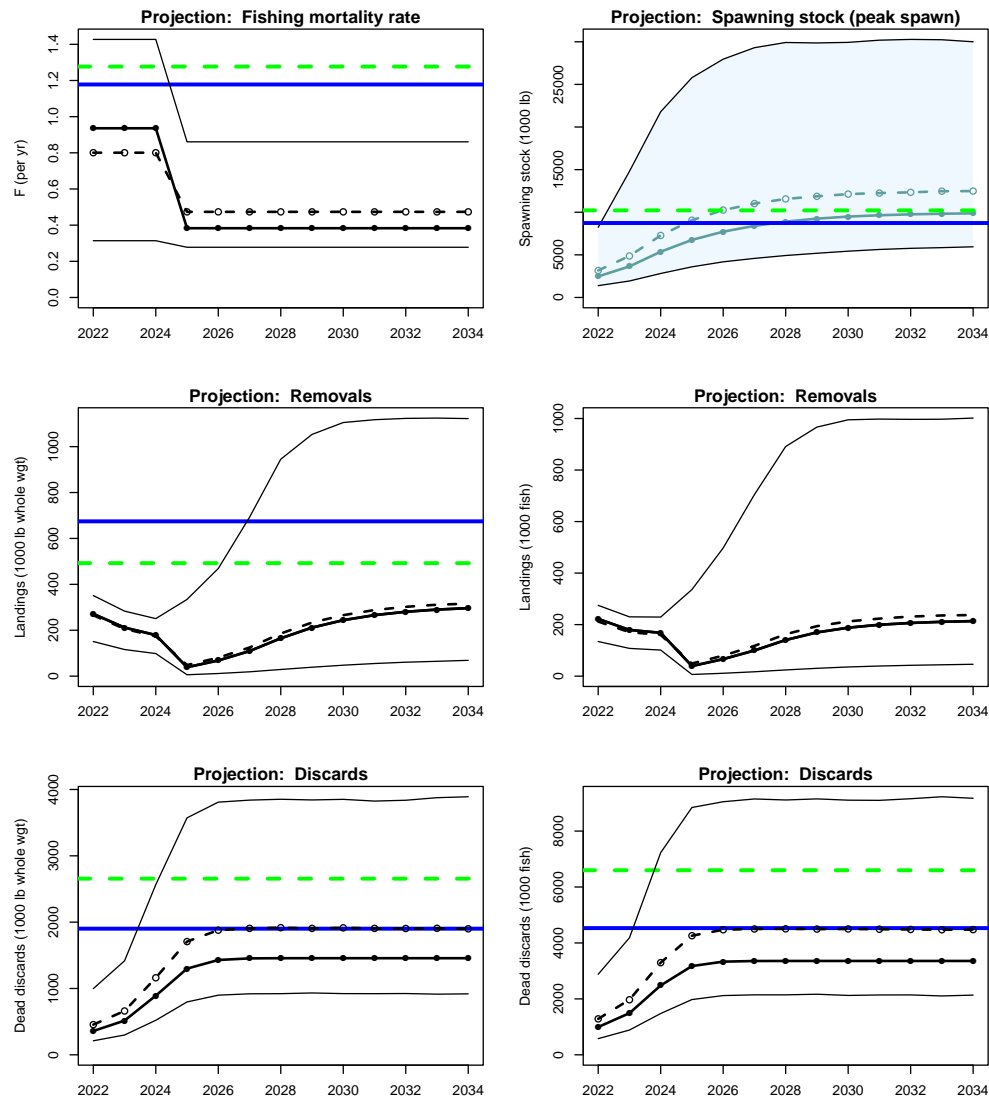 Projection:  Fishing mortality rate
F (per yr)
0.0 0.2 0.4 0.6 0.8 1.0 1.2 1.4
2022 2024 2026 2028 2030 2032 2034
Projection:  Spawning stock (peak spawn)
Spawning stock (1000 lb)
0 5000 15000 25000
2022 2024 2026 2028 2030 2032 2034
Projection:  Removals
Landings (1000 lb whole wgt)
0 200 400 600 800 1000
2022 2024 2026 2028 2030 2032 2034
Projection:  Removals
Landings (1000 fish)
0 200 400 600 800 1000
2022 2024 2026 2028 2030 2032 2034
Projection:  Discards
Dead discards (1000 lb whole wgt)
0 1000 2000 3000 4000
2022 2024 2026 2028 2030 2032 2034
Projection:  Discards
Dead discards (1000 fish)
0 2000 4000 6000 8000
2022 2024 2026 2028 2030 2032 2034